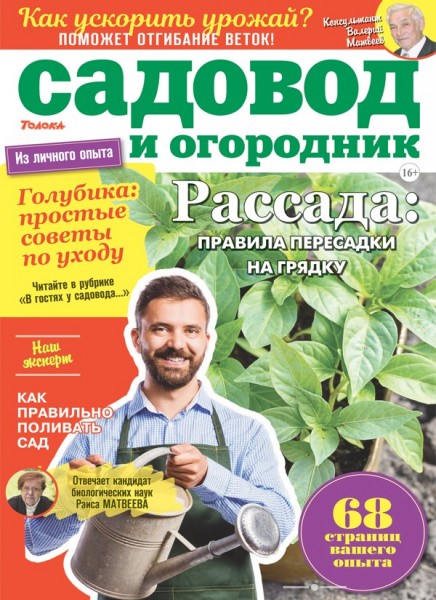 Как ускорить урожай?
ПОМОЖЕТ ОТГИБАНИЕ ВЕТОК!
Консультант
Валерий
Матвеев
САДОВОД
Толока
и огородник
16+
Из личного опыта
Голубика:
простые
советы
по уходу
Читайте в рубрике
«В гостях у садовода...»
Рассада:
ПРАВИЛА ПЕРЕСАДКИ
НА ГРЯДКУ
Наш
эксперт
КАК
ПРАВИЛЬНО
ПОЛИВАТЬ
САД
Отвечает кандидат
биологических наук
Раиса МАТВЕЕВА
68
страниц
вашего
опыта